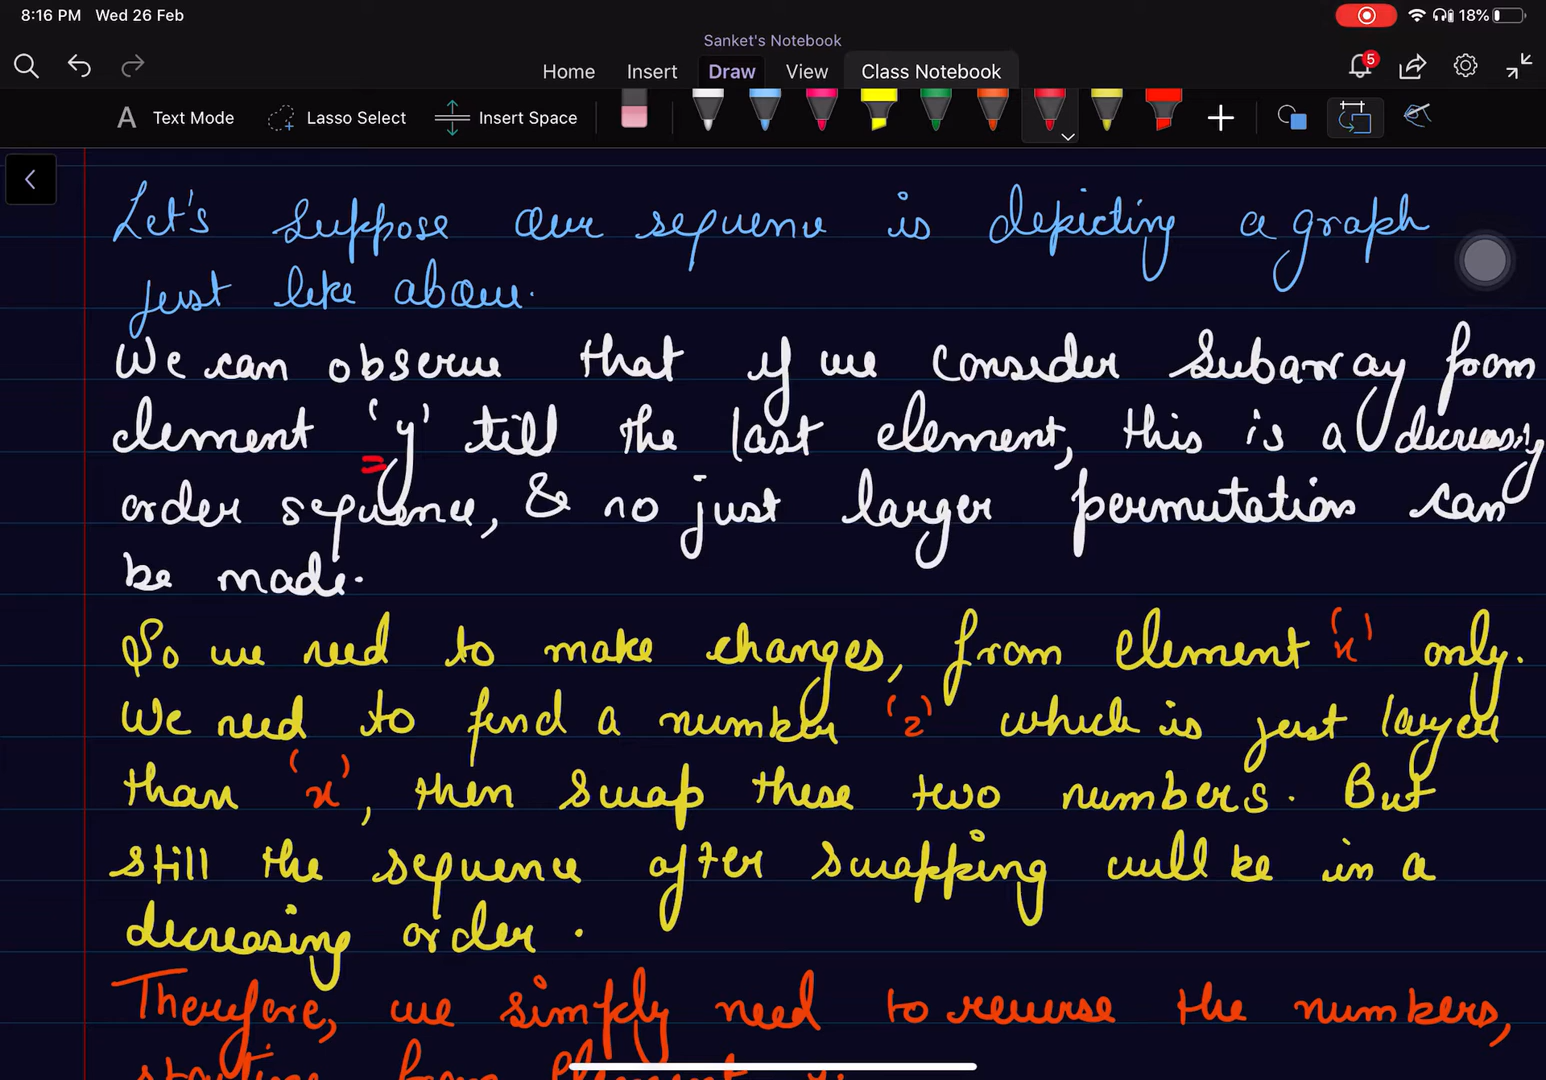 8:16 PM Wed 26 Feb
18%
Sanket's Notebook
Home Insert Draw View Class Notebook
5
A Text Mode Lasso Select Insert Space
Let's suppose our sequence is depicting a graph
just like above.
We can observe that if we consider Subarray from
element 'y' till the last element, this is a decreasing
order sequence, & no just larger permutation can
be made.
So we need to make changes, from element 'x' only.
We need to find a number 'z' which is just larger
than 'x', then swap these two numbers. But
still the sequence after swapping will be in a
decreasing order.
Therefore, we simply need to reverse the numbers,